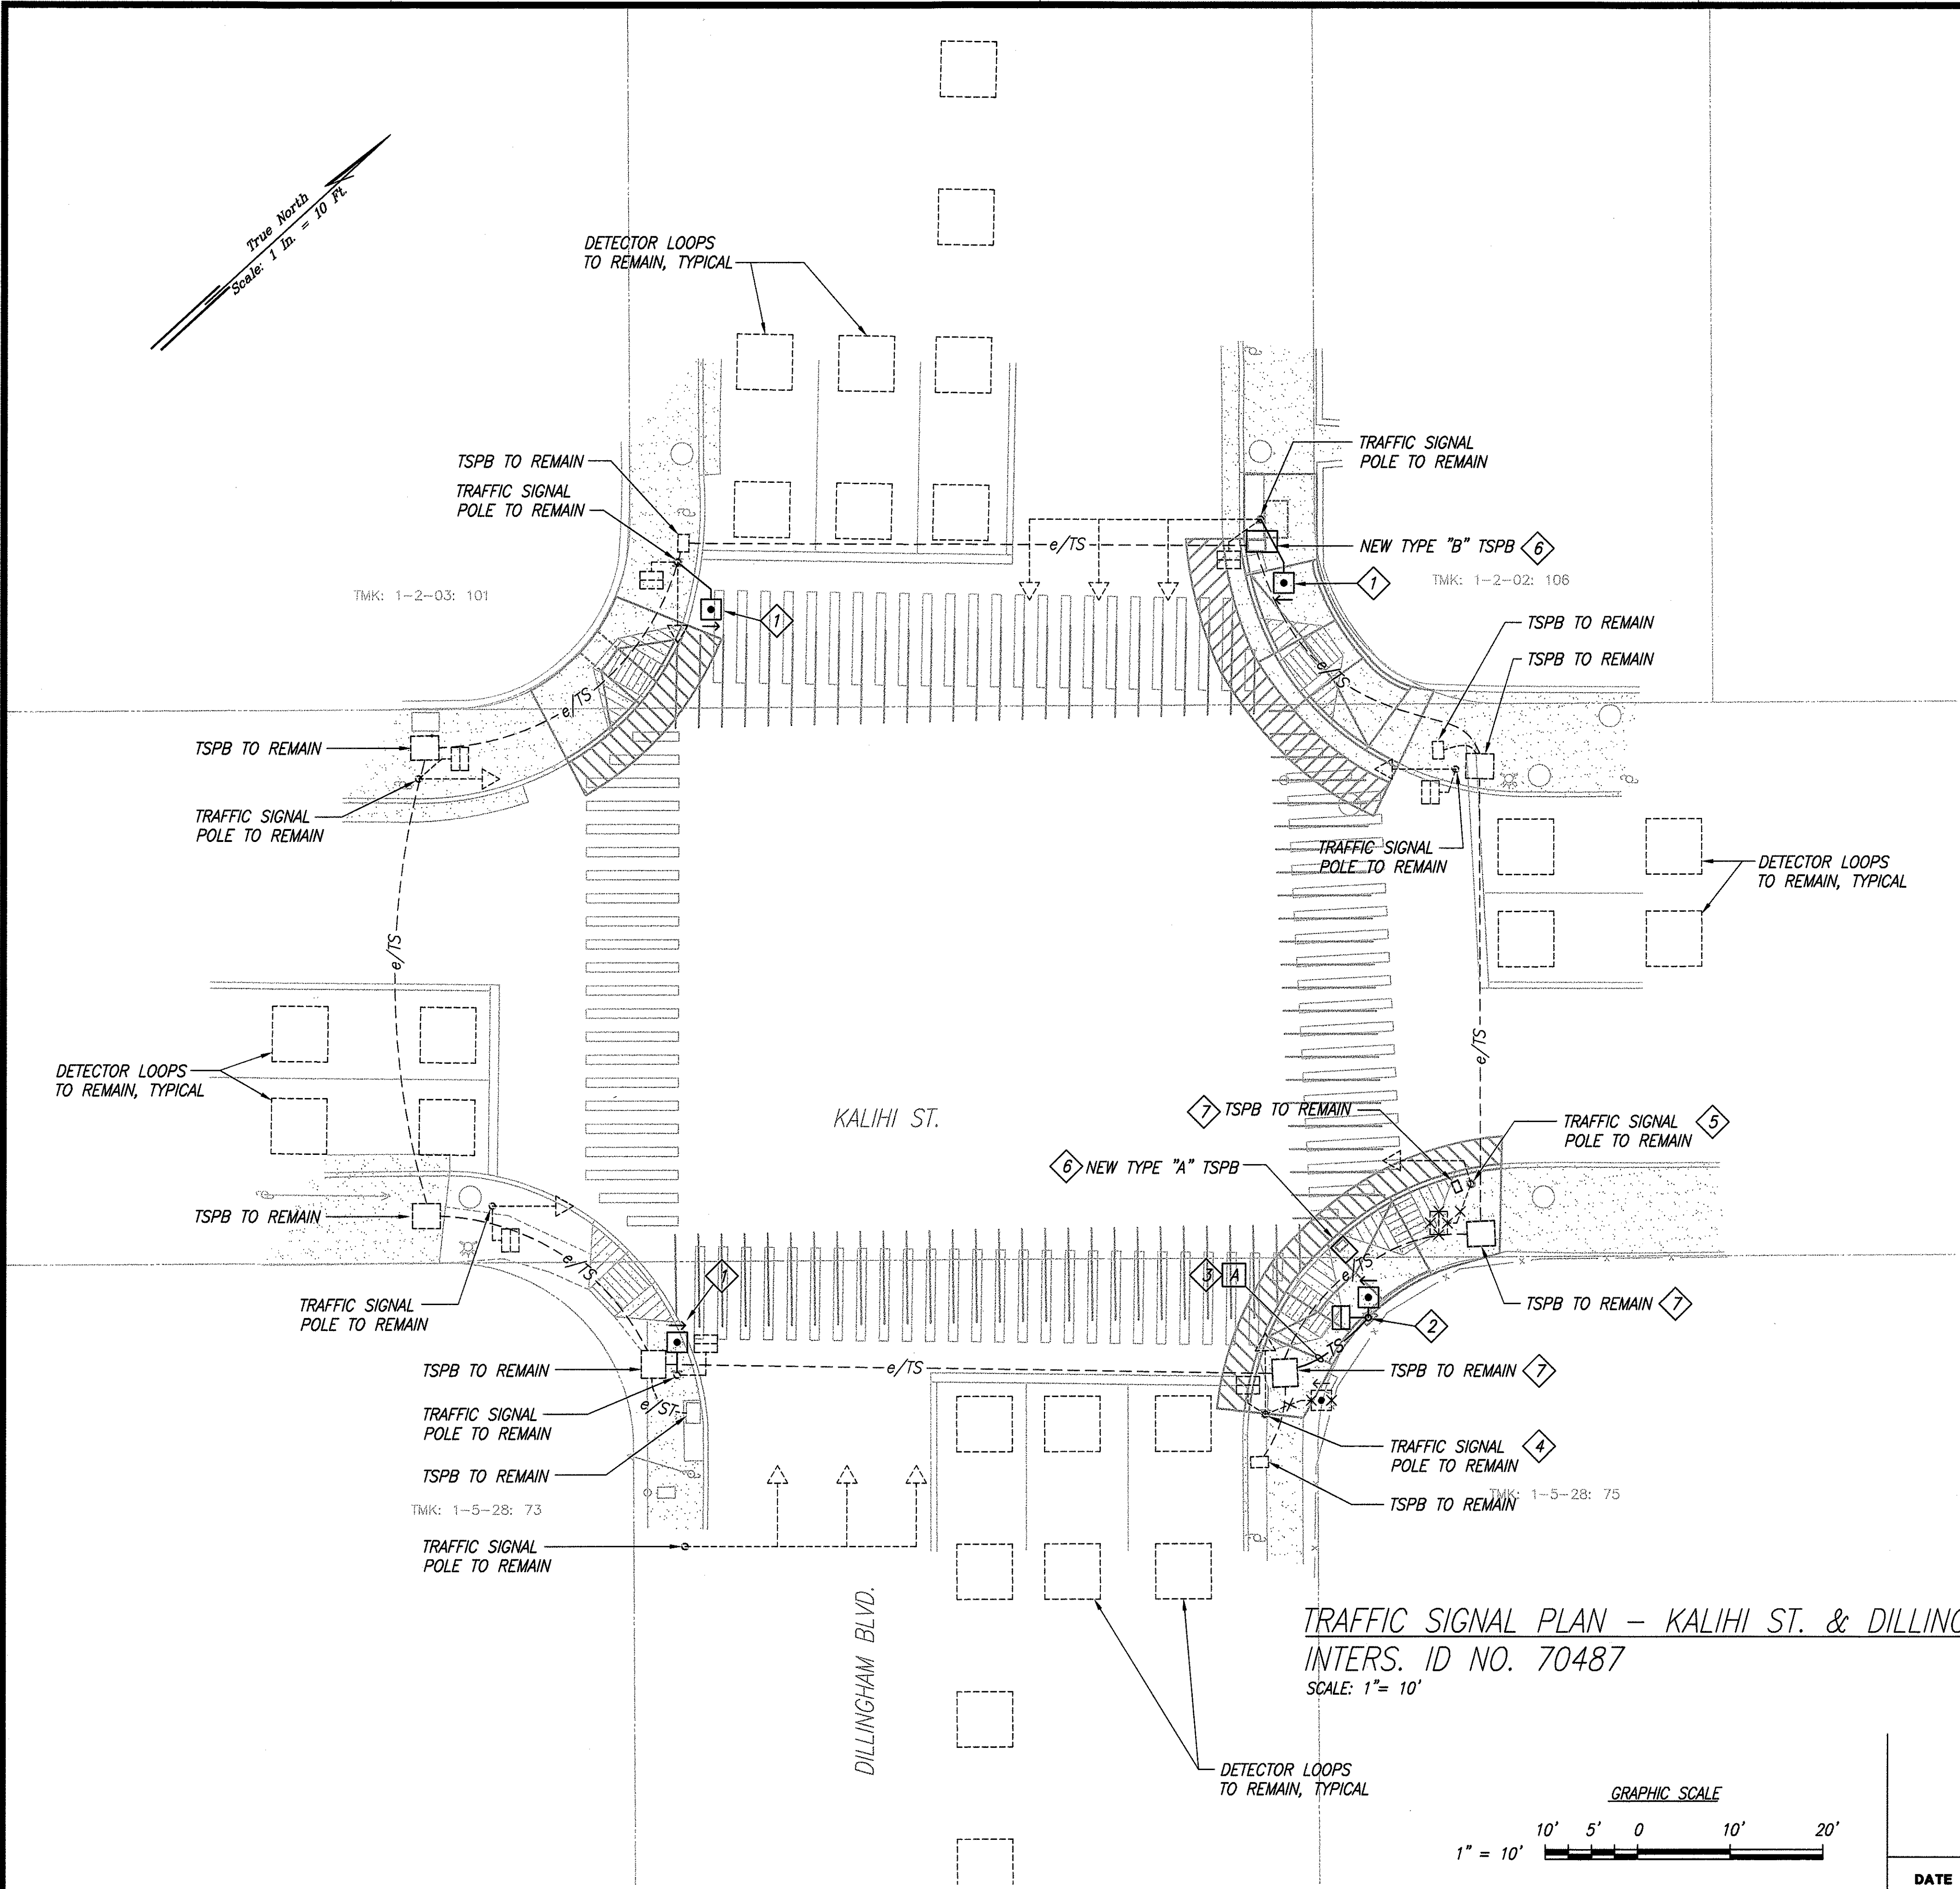 True North
Scale: 1 In. = 10 Ft.
DETECTOR LOOPS
TO REMAIN, TYPICAL
TSPB TO REMAIN
TRAFFIC SIGNAL
POLE TO REMAIN
TRAFFIC SIGNAL
POLE TO REMAIN
e/TS
NEW TYPE "B" TSPB 6
1
TMK: 1-2-02: 106
TMK: 1-2-03: 101
1
TSPB TO REMAIN
TSPB TO REMAIN
e/TS
e/TS
TSPB TO REMAIN
TRAFFIC SIGNAL
POLE TO REMAIN
TRAFFIC SIGNAL
POLE TO REMAIN
DETECTOR LOOPS
TO REMAIN, TYPICAL
e/TS
e/TS
DETECTOR LOOPS
TO REMAIN, TYPICAL
KALIHI ST.
7 TSPB TO REMAIN
TRAFFIC SIGNAL
POLE TO REMAIN 5
6 NEW TYPE "A" TSPB
TSPB TO REMAIN
e/TS
1
3 A
e/TS
TRAFFIC SIGNAL
POLE TO REMAIN
TSPB TO REMAIN 7
2
TS
TSPB TO REMAIN
e/TS
TSPB TO REMAIN 7
e/ST
TRAFFIC SIGNAL
POLE TO REMAIN
TRAFFIC SIGNAL
POLE TO REMAIN 4
TSPB TO REMAIN
TMK: 1-5-28: 73
TSPB TO REMAIN
TMK: 1-5-28: 75
TRAFFIC SIGNAL
POLE TO REMAIN
DILLINGHAM BLVD.
TRAFFIC SIGNAL PLAN – KALIHI ST. & DILLING
INTERS. ID NO. 70487
SCALE: 1"= 10'
DETECTOR LOOPS
TO REMAIN, TYPICAL
GRAPHIC SCALE
10' 5' 0 10' 20'
1" = 10'
DATE